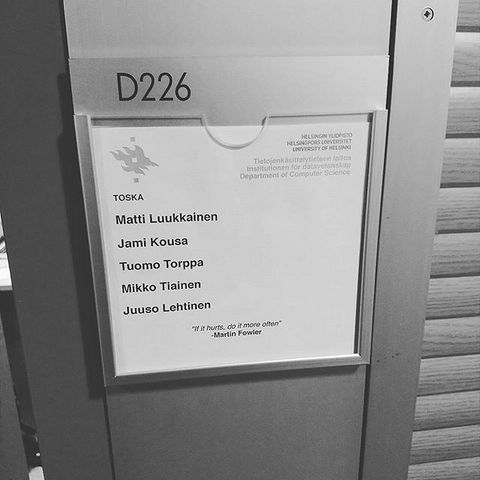 D226
HELSINGIN YLIOPISTO
HELSINGFORS UNIVERSITET
UNIVERSITY OF HELSINKI
Tietojenkäsittelytieteen laitos
Institutionen för datavetenskap
Department of Computer Science
TOSKA
Matti Luukkainen
Jami Kousa
Tuomo Torppa
Mikko Tiainen
Juuso Lehtinen
"If it hurts, do it more often"
-Martin Fowler